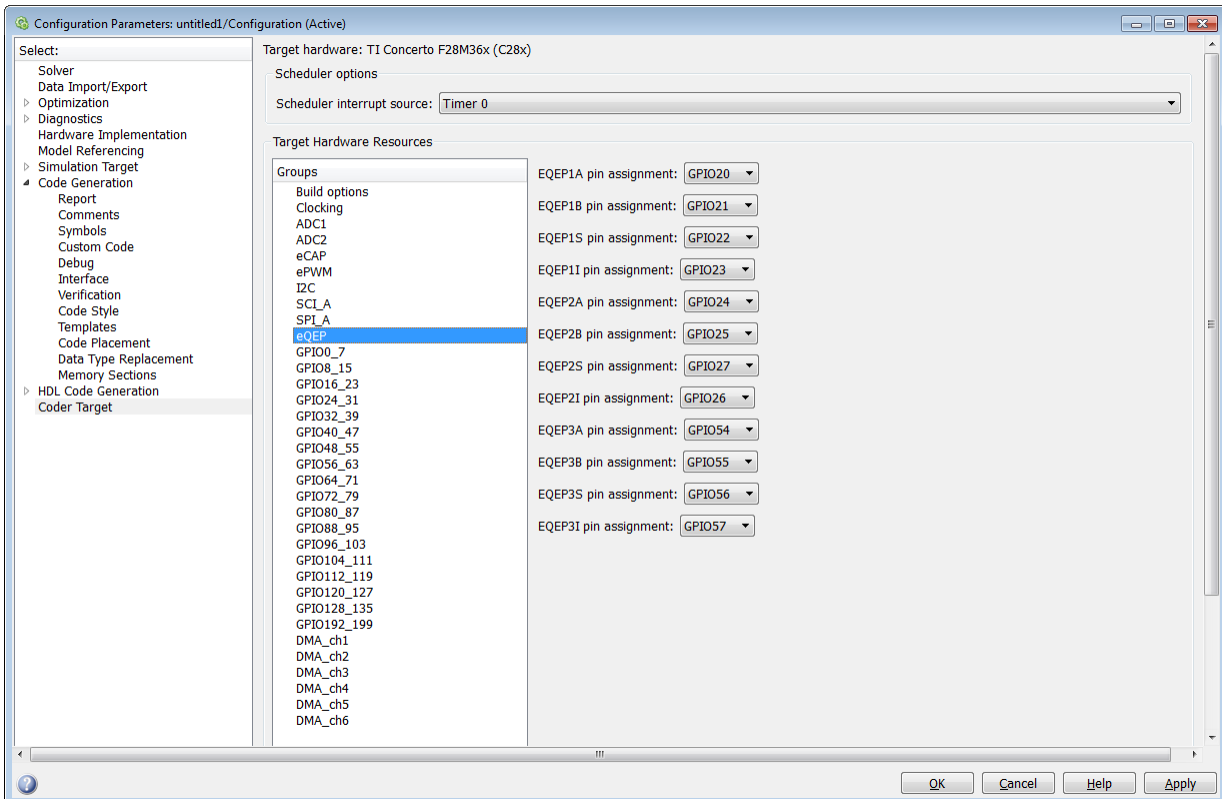 Configuration Parameters: untitled1/Configuration (Active)
Select:
Solver
Data Import/Export
Optimization
Diagnostics
Hardware Implementation
Model Referencing
Simulation Target
Code Generation
Report
Comments
Symbols
Custom Code
Debug
Interface
Verification
Code Style
Templates
Code Placement
Data Type Replacement
Memory Sections
HDL Code Generation
Coder Target
Target hardware: TI Concerto F28M36x (C28x)
Scheduler options
Scheduler interrupt source: Timer 0
Target Hardware Resources
Groups
Build options
Clocking
ADC1
ADC2
eCAP
ePWM
I2C
SCI_A
SPI_A
eQEP
GPIO0_7
GPIO8_15
GPIO16_23
GPIO24_31
GPIO32_39
GPIO40_47
GPIO48_55
GPIO56_63
GPIO64_71
GPIO72_79
GPIO80_87
GPIO88_95
GPIO96_103
GPIO104_111
GPIO112_119
GPIO120_127
GPIO128_135
GPIO192_199
DMA_ch1
DMA_ch2
DMA_ch3
DMA_ch4
DMA_ch5
DMA_ch6
EQEP1A pin assignment: GPIO20
EQEP1B pin assignment: GPIO21
EQEP1S pin assignment: GPIO22
EQEP1I pin assignment: GPIO23
EQEP2A pin assignment: GPIO24
EQEP2B pin assignment: GPIO25
EQEP2S pin assignment: GPIO27
EQEP2I pin assignment: GPIO26
EQEP3A pin assignment: GPIO54
EQEP3B pin assignment: GPIO55
EQEP3S pin assignment: GPIO56
EQEP3I pin assignment: GPIO57
?
OK Cancel Help Apply